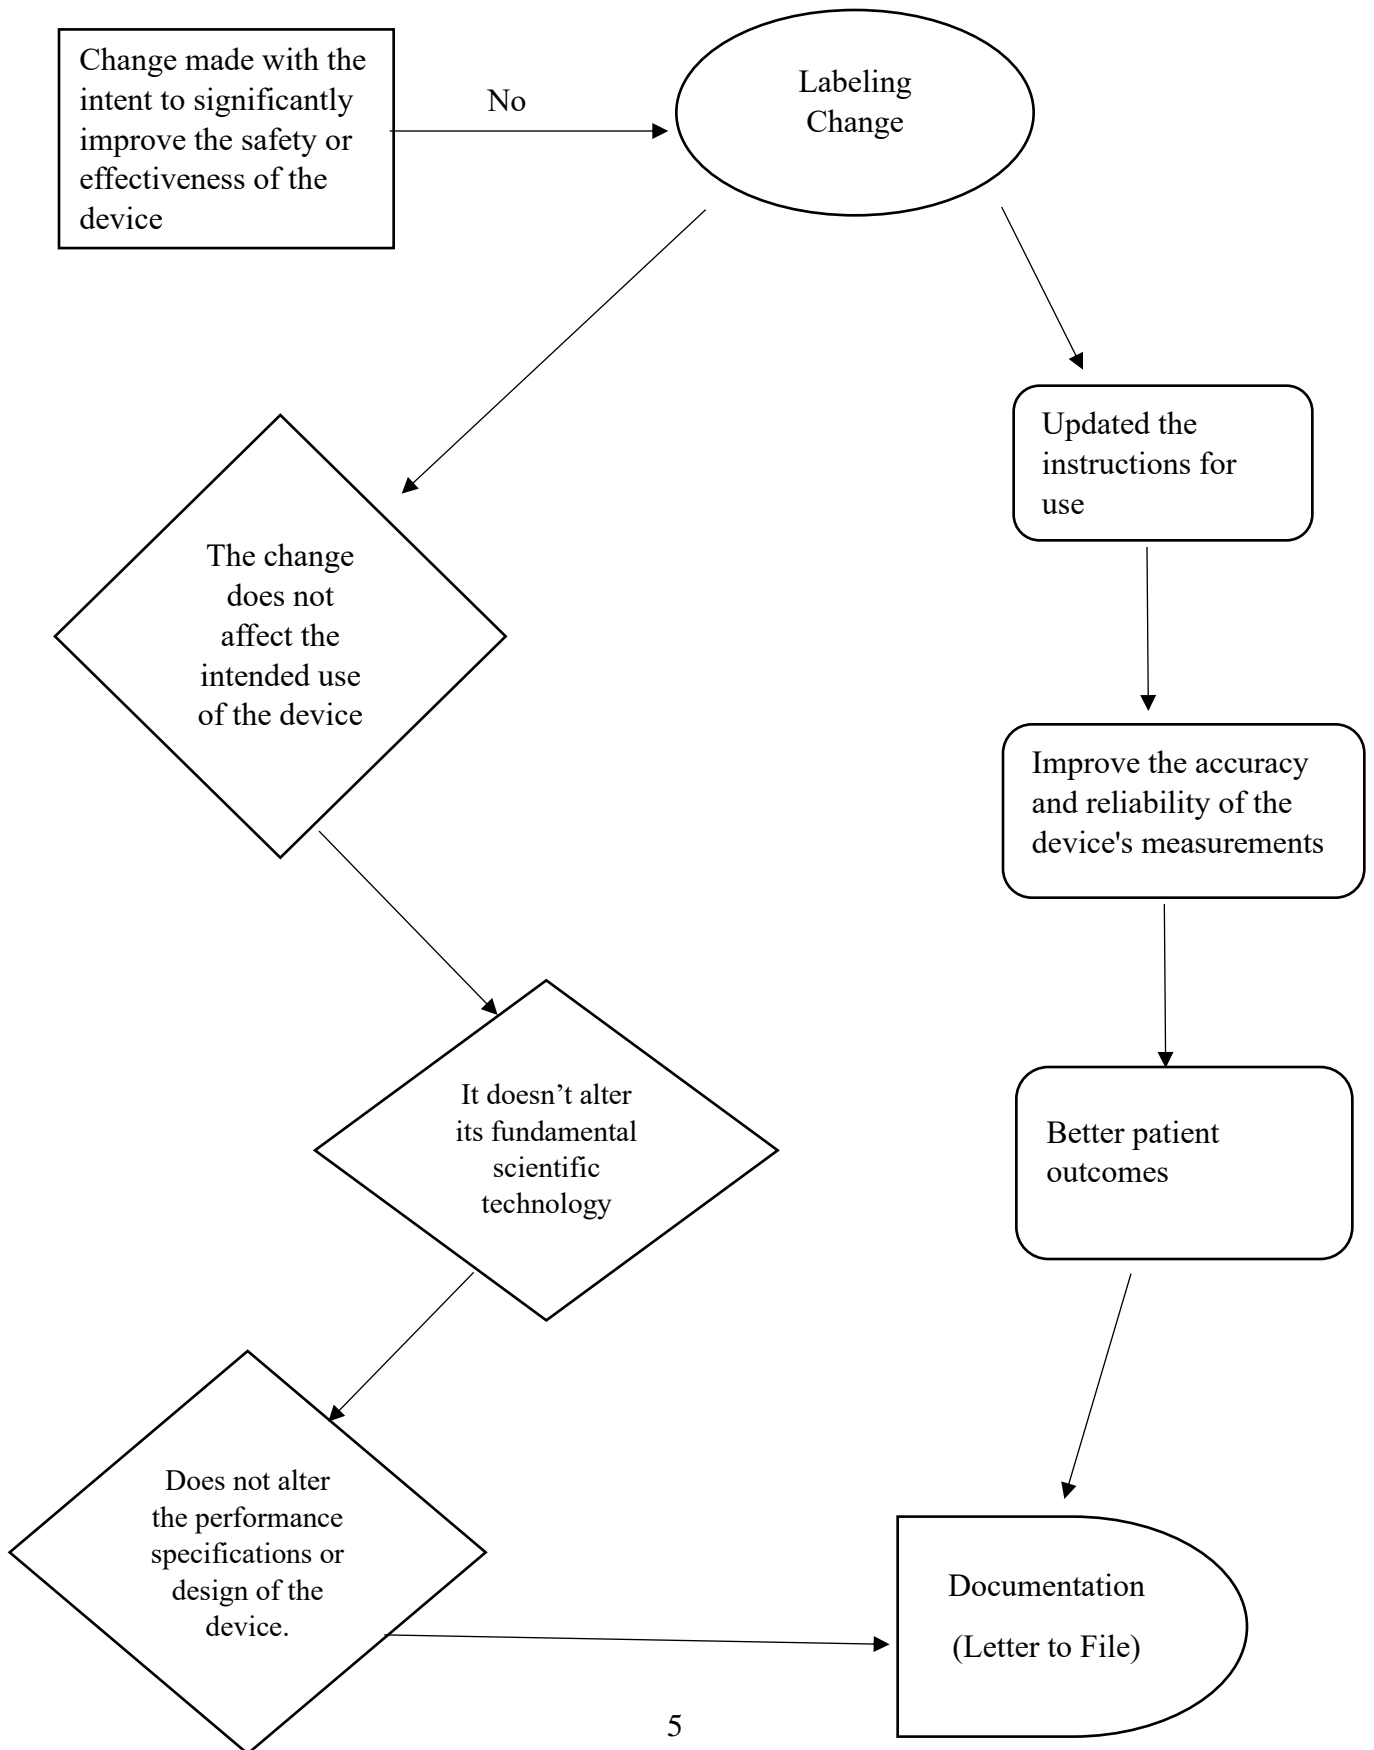 Change made with the
intent to significantly
improve the safety or
effectiveness of the
device
No
Labeling
Change
The change
does not
affect the
intended use
of the device
Updated the
instructions for
use
Improve the accuracy
and reliability of the
device's measurements
It doesn’t alter
its fundamental
scientific
technology
Better patient
outcomes
Does not alter
the performance
specifications or
design of the
device.
Documentation
(Letter to File)
5